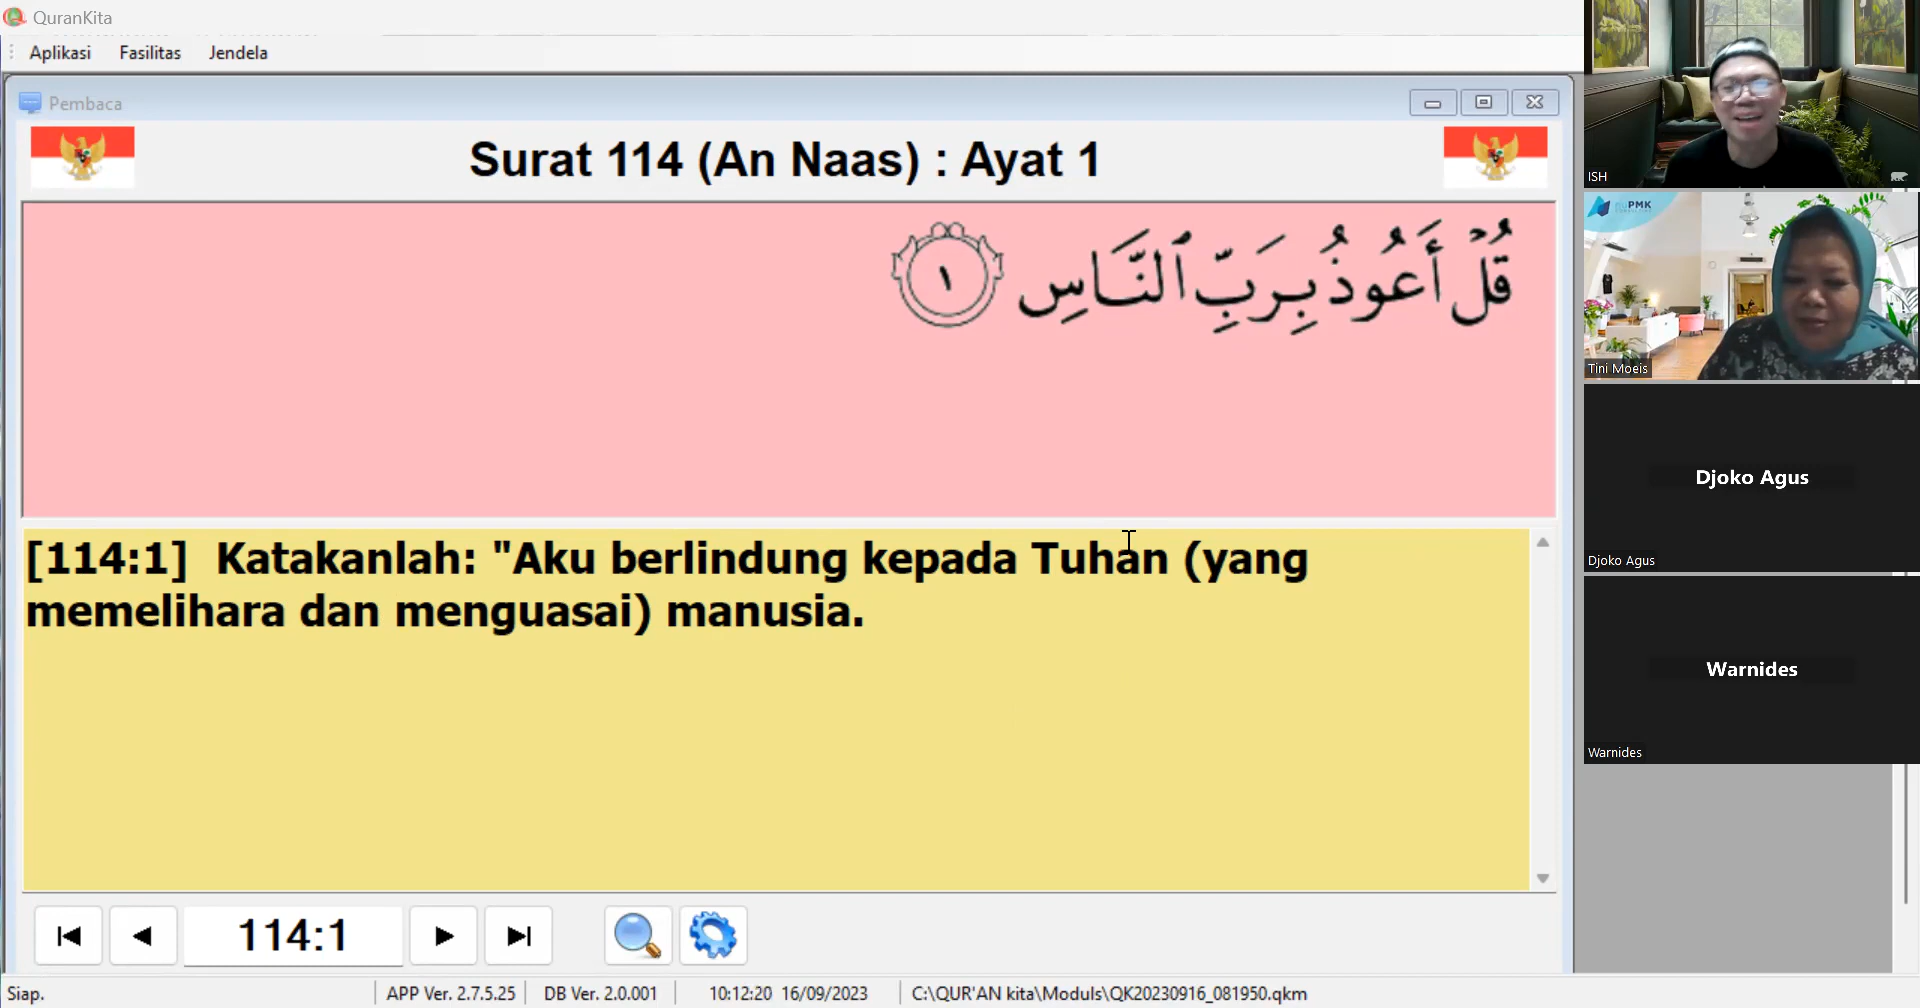 QuranKita
Aplikasi Fasilitas Jendela
Pembaca
Surat 114 (An Naas) : Ayat 1
قُلۡ أَعُوذُ بِرَبِّ ٱلنَّاسِ ١
[114:1] Katakanlah: "Aku berlindung kepada Tuhan (yang
memelihara dan menguasai) manusia.
114:1
Siap. APP Ver. 2.7.5.25 DB Ver. 2.0.001 10:12:20 16/09/2023 C:\QUR'AN kita\Moduls\QK20230916_081950.qkm
ISH
PMK
Tini Moeis
Djoko Agus
Djoko Agus
Warnides
Warnides